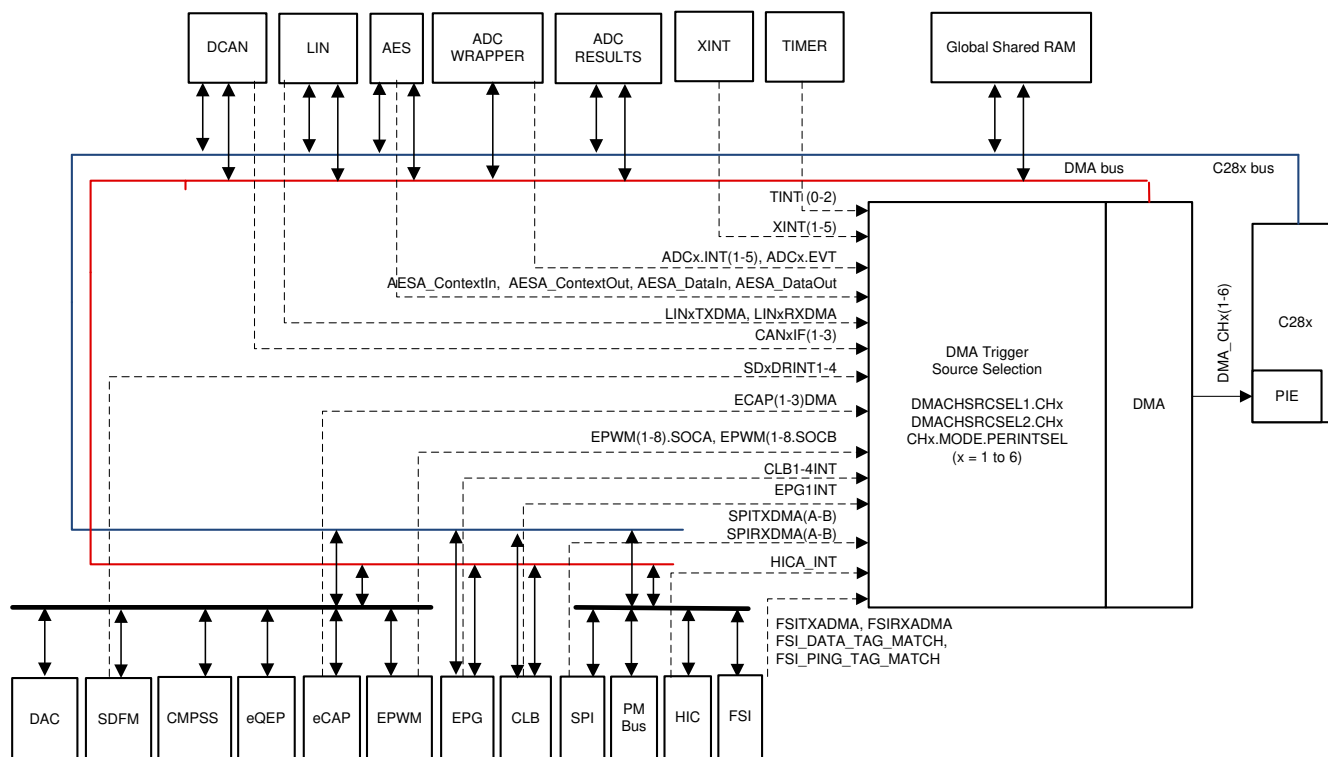 DCAN
LIN
AES
ADC
WRAPPER
ADC
RESULTS
XINT
TIMER
Global Shared RAM
DMA bus
C28x bus
TINT (0-2)
XINT(1-5)
ADCx.INT(1-5), ADCx.EVT
AESA_ContextIn, AESA_ContextOut, AESA_DataIn, AESA_DataOut
LINxTXDMA, LINxRXDMA
CANxIF(1-3)
SDxDRINT1-4
ECAP(1-3)DMA
EPWM(1-8).SOCA, EPWM(1-8.SOCB
CLB1-4INT
EPG1INT
SPITXDMA(A-B)
SPIRXDMA(A-B)
HICA_INT
FSITXADMA, FSIRXADMA
FSI_DATA_TAG_MATCH,
FSI_PING_TAG_MATCH
DMA Trigger
Source Selection
DMACHSRCSEL1.CHx
DMACHSRCSEL2.CHx
CHx.MODE.PERINTSEL
(x = 1 to 6)
DMA
DMA_CHx(1-6)
C28x
PIE
DAC
SDFM
CMPSS
eQEP
eCAP
EPWM
EPG
CLB
SPI
PM
Bus
HIC
FSI